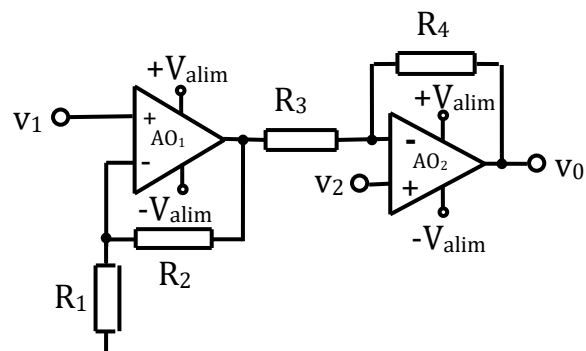 R4
+Valim
R3
+Valim
v1
+
AO1
-
-
AO2
v0
v2
+
-Valim
-Valim
R2
R1